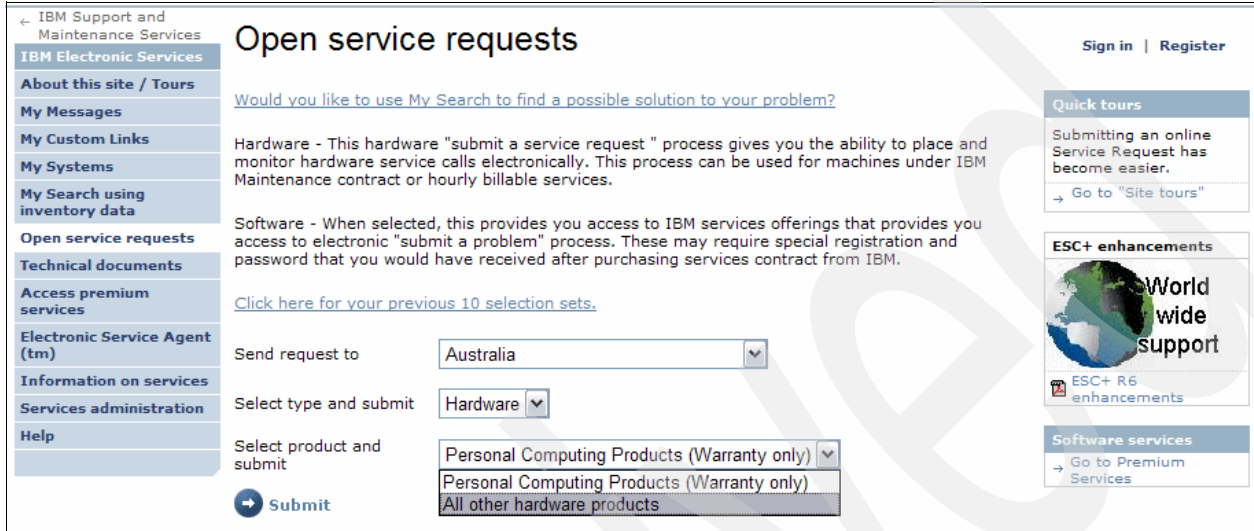 ← IBM Support and
Maintenance Services
IBM Electronic Services
About this site / Tours
My Messages
My Custom Links
My Systems
My Search using
inventory data
Open service requests
Technical documents
Access premium
services
Electronic Service Agent
(tm)
Information on services
Services administration
Help
Open service requests
Would you like to use My Search to find a possible solution to your problem?
Hardware - This hardware "submit a service request " process gives you the ability to place and
monitor hardware service calls electronically. This process can be used for machines under IBM
Maintenance contract or hourly billable services.
Software - When selected, this provides you access to IBM services offerings that provides you
access to electronic "submit a problem" process. These may require special registration and
password that you would have received after purchasing services contract from IBM.
Click here for your previous 10 selection sets.
Send request to Australia
Select type and submit Hardware
Select product and
submit
Personal Computing Products (Warranty only)
Personal Computing Products (Warranty only)
All other hardware products
Submit
Sign in | Register
Quick tours
Submitting an online
Service Request has
become easier.
→ Go to "Site tours"
ESC+ enhancements
World
wide
support
ESC+ R6
enhancements
Software services
→ Go to Premium
Services